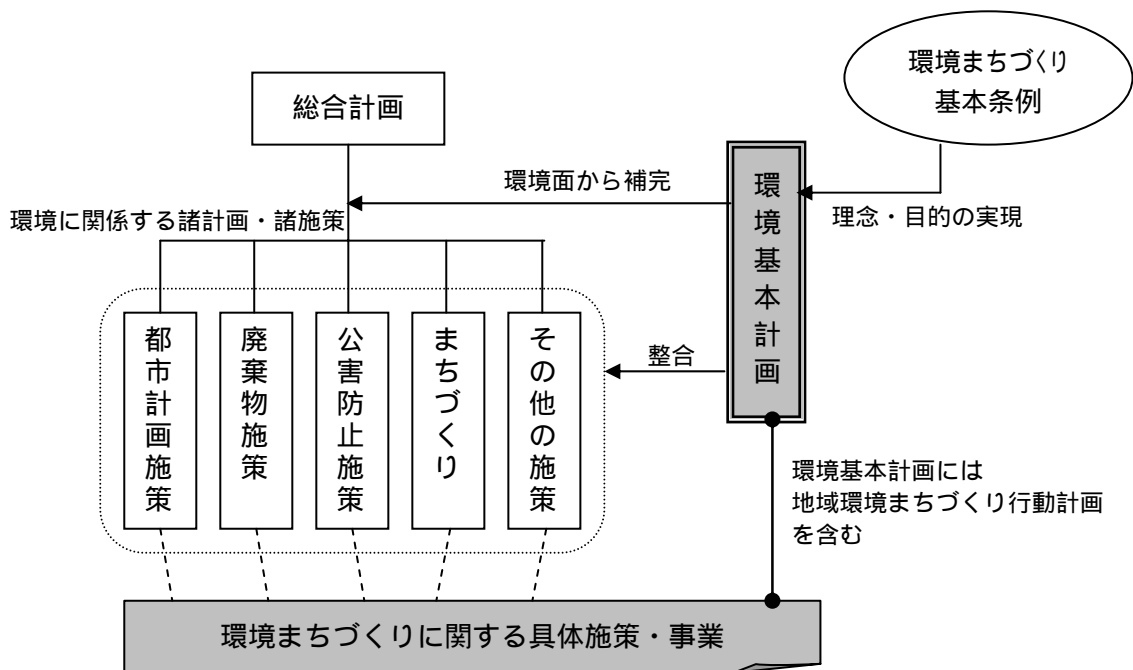 環境まちづくり
基本条例
総合計画
環境面から補完
環境基本計画
理念・目的の実現
環境に関係する諸計画・諸施策
都市計画施策
廃棄物施策
公害防止施策
まちづくり
その他の施策
整合
環境基本計画には
地域環境まちづくり行動計画
を含む
環境まちづくりに関する具体施策・事業